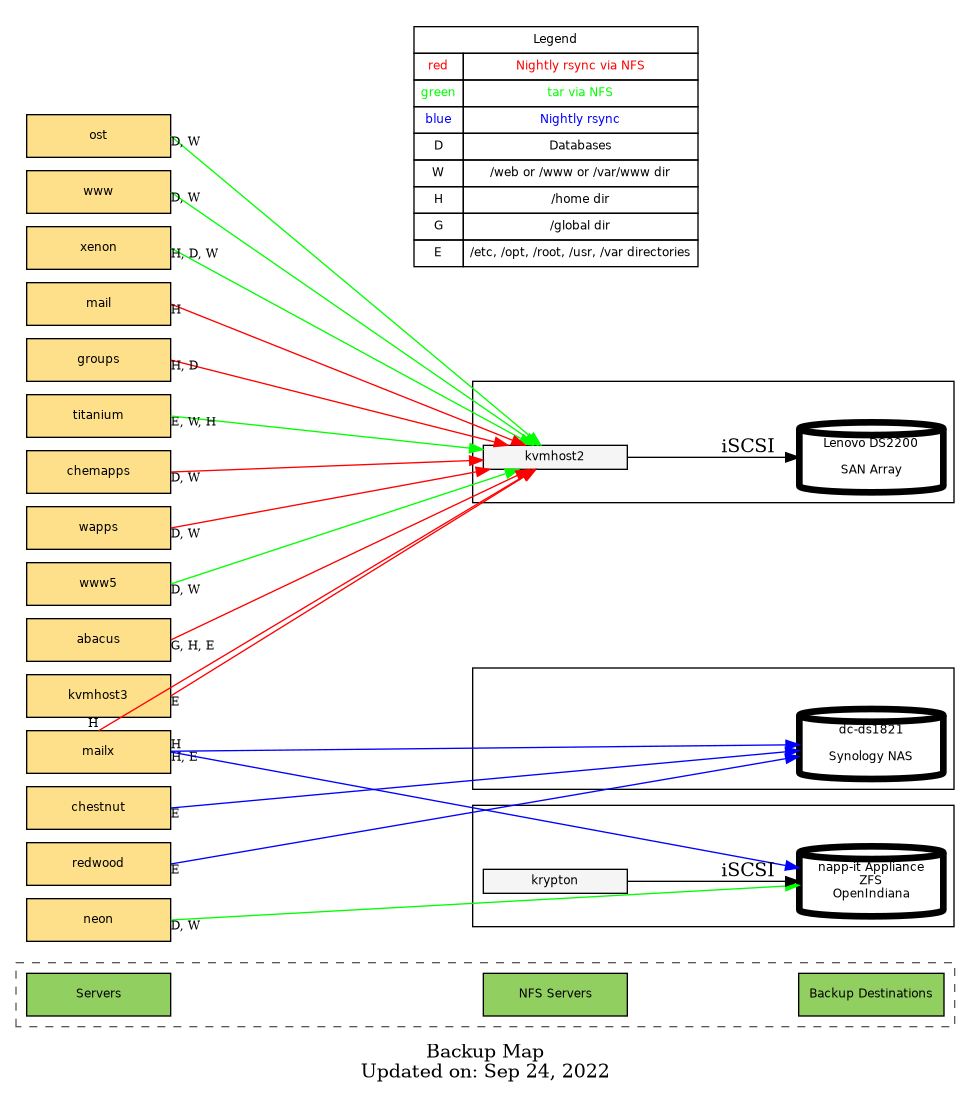 Legend
red Nightly rsync via NFS
green tar via NFS
blue Nightly rsync
D Databases
W /web or /www or /var/www dir
H /home dir
G /global dir
E /etc, /opt, /root, /usr, /var directories
ost
D, W
www
D, W
xenon
H, D, W
mail
H
groups
H, D
titanium
E, W, H
chemapps
D, W
wapps
D, W
www5
D, W
abacus
G, H, E
kvmhost3
E
H
mailx
H
H, E
chestnut
E
redwood
E
neon
D, W
kvmhost2
iSCSI
Lenovo DS2200
SAN Array
dc-ds1821
Synology NAS
krypton
iSCSI
napp-it Appliance
ZFS
OpenIndiana
Servers
NFS Servers
Backup Destinations
Backup Map
Updated on: Sep 24, 2022